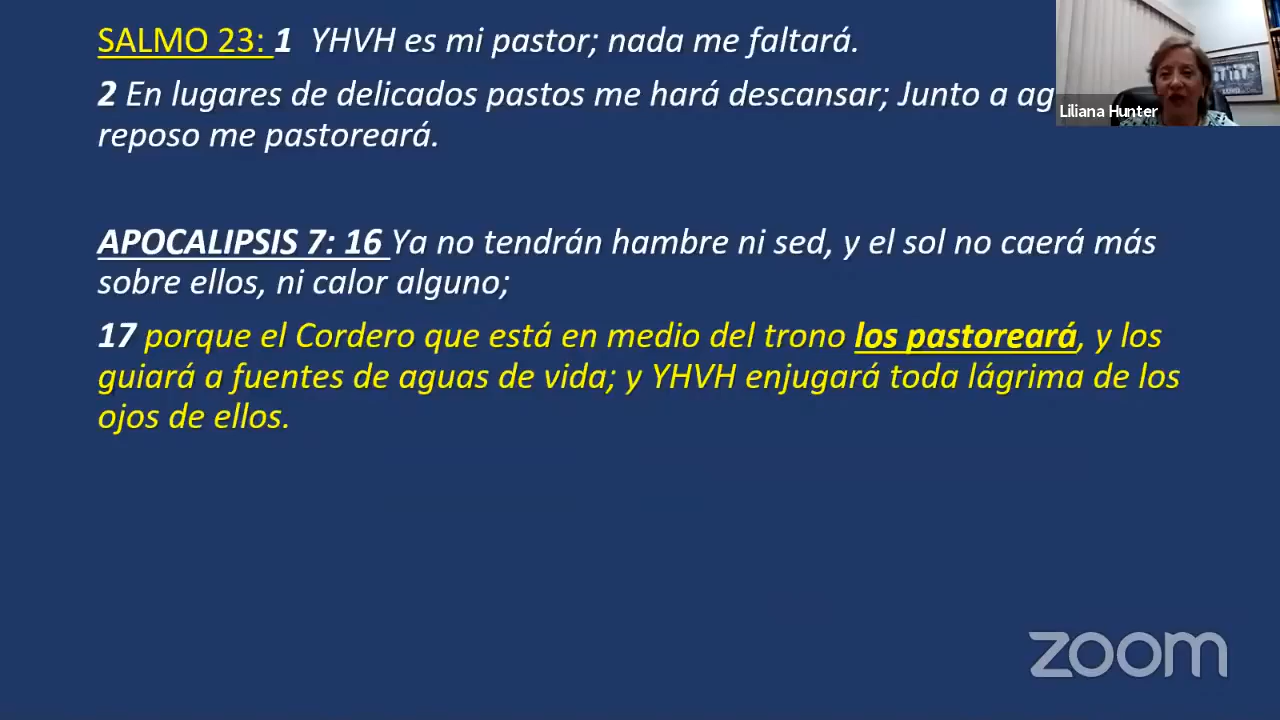 SALMO 23: 1 YHVH es mi pastor; nada me faltará.
2 En lugares de delicados pastos me hará descansar; Junto a
reposo me pastoreará.
APOCALIPSIS 7: 16 Ya no tendrán hambre ni sed, y el sol no caerá más
sobre ellos, ni calor alguno;
17 porque el Cordero que está en medio del trono los pastoreará, y los
guiará a fuentes de aguas de vida; y YHVH enjugará toda lágrima de los
ojos de ellos.
Liliana Hunter
zoom